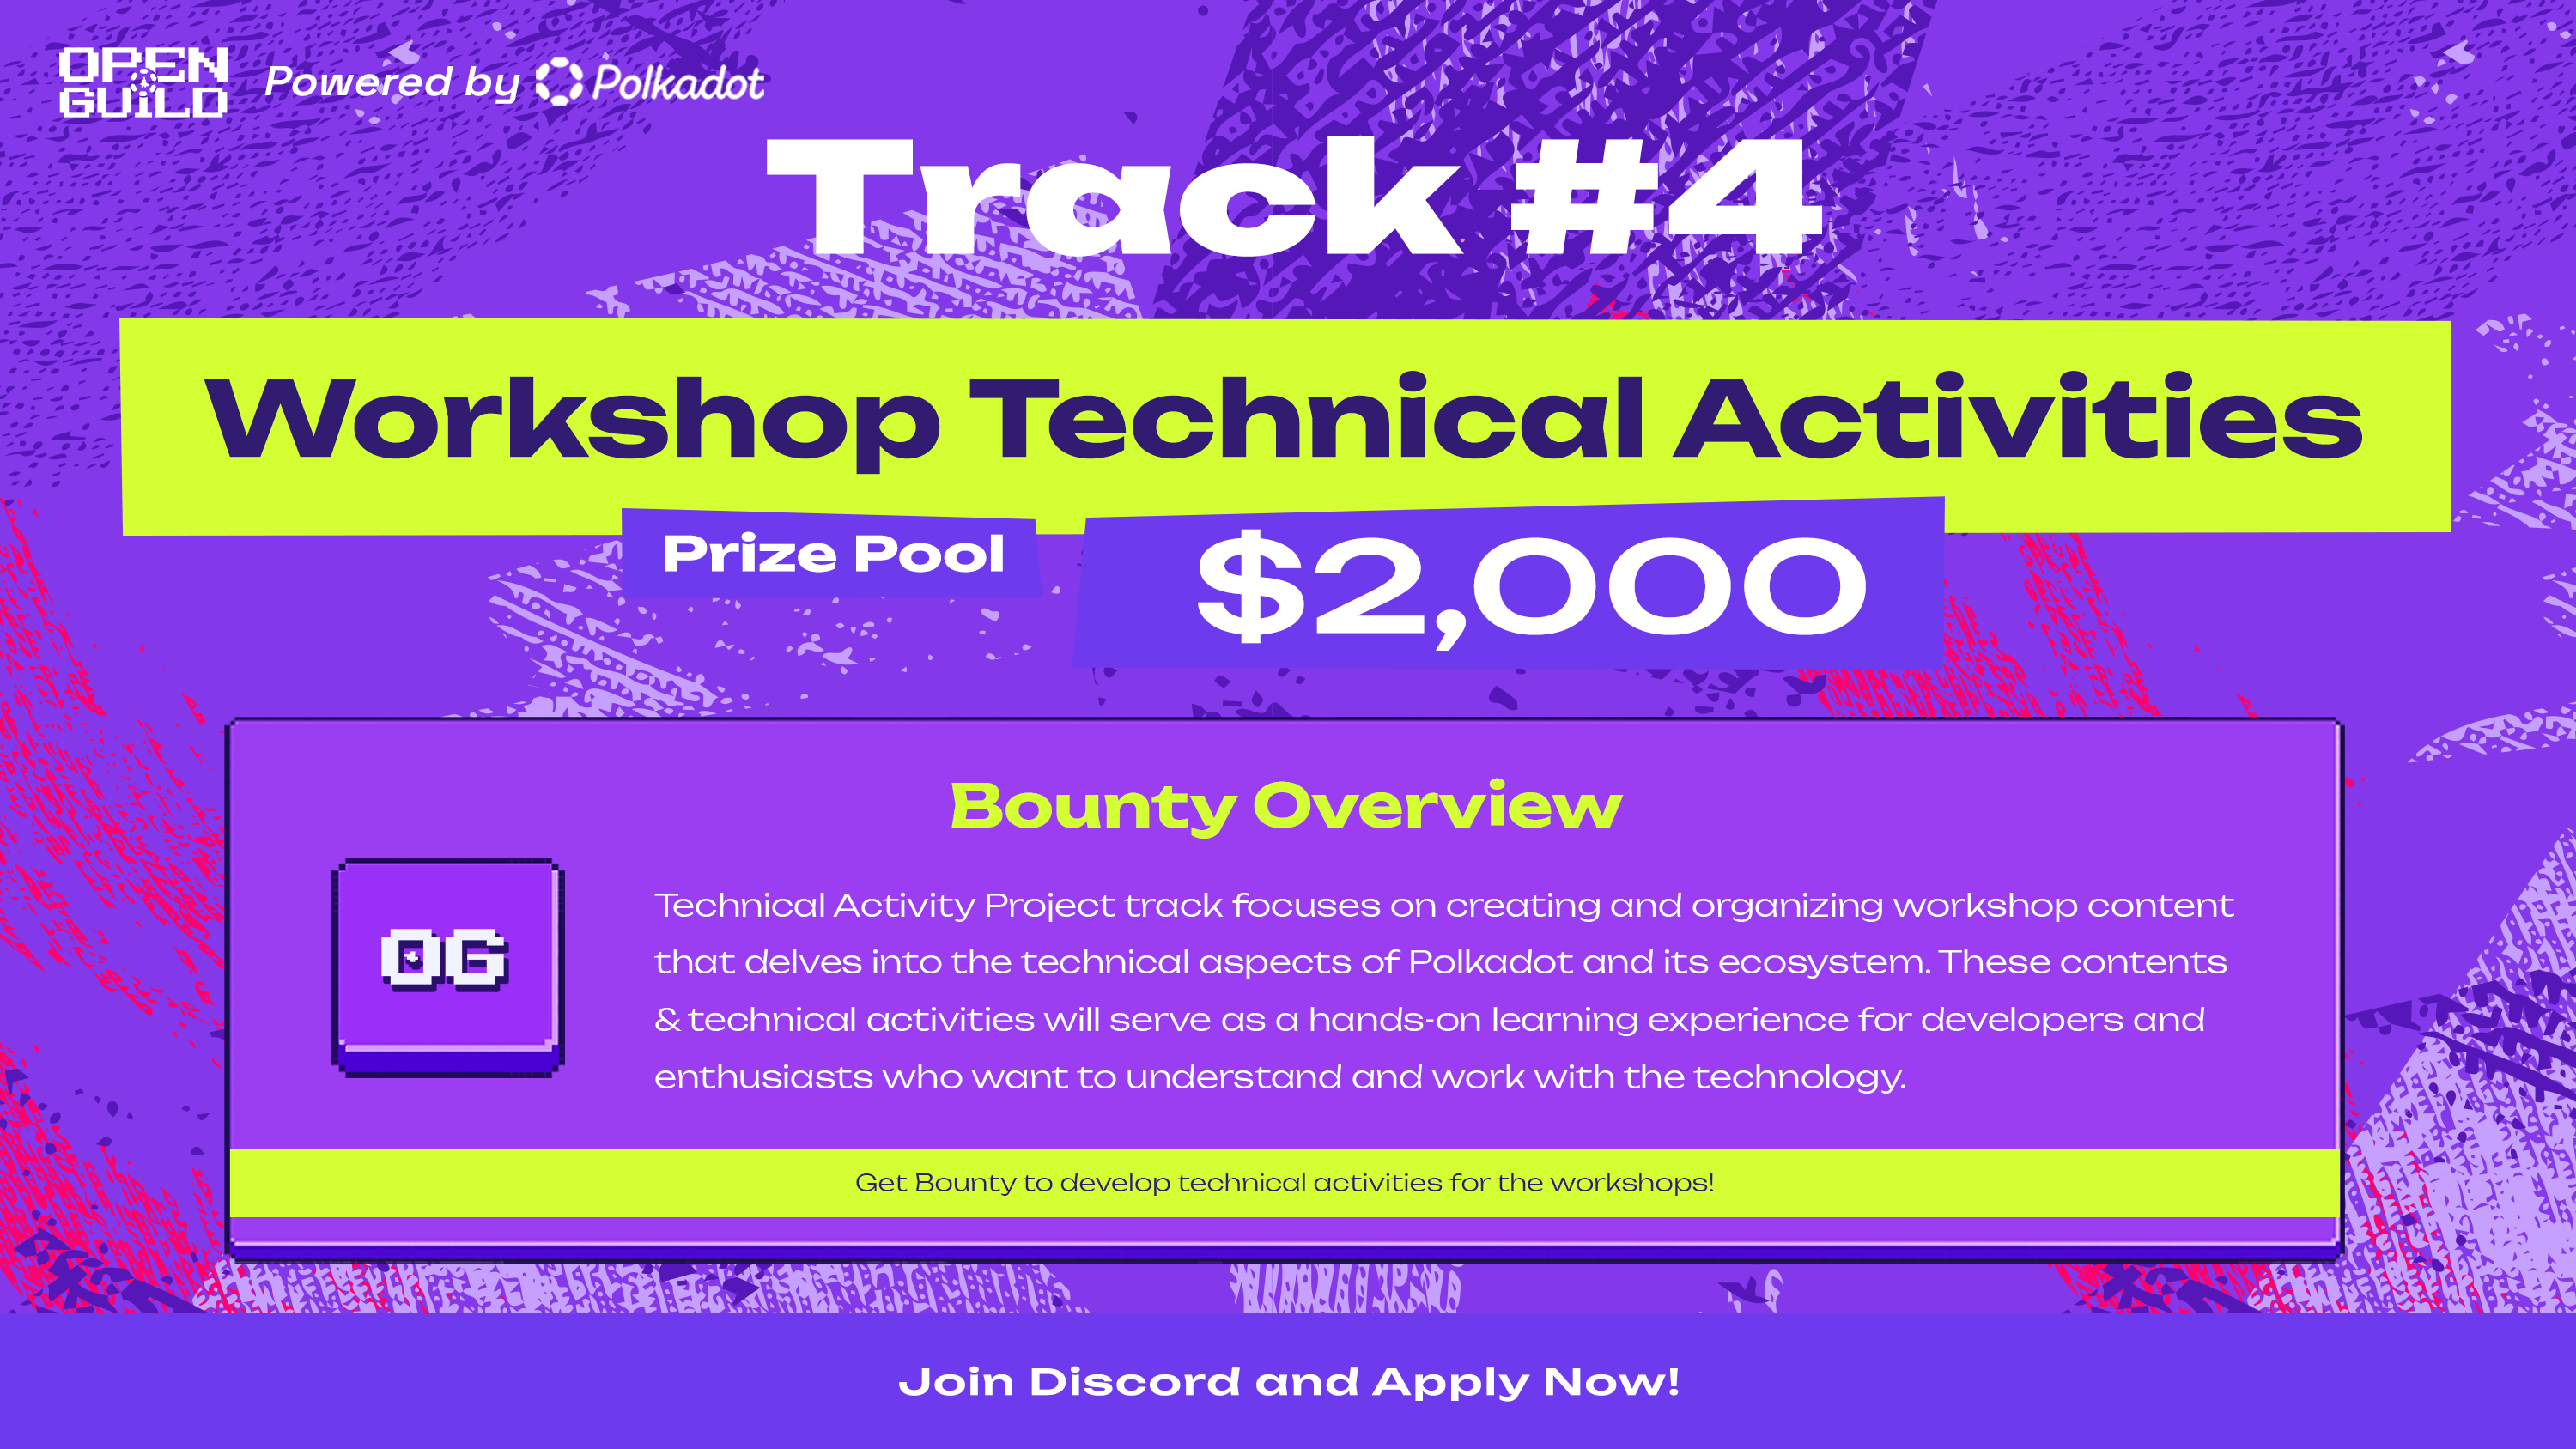 OPEN
GUiLD
Powered by Polkadot
Track #4
Workshop Technical Activities
Prize Pool
$2,000
Bounty Overview
OG
Technical Activity Project track focuses on creating and organizing workshop content
that delves into the technical aspects of Polkadot and its ecosystem. These contents
& technical activities will serve as a hands-on learning experience for developers and
enthusiasts who want to understand and work with the technology.
Get Bounty to develop technical activities for the workshops!
Join Discord and Apply Now!